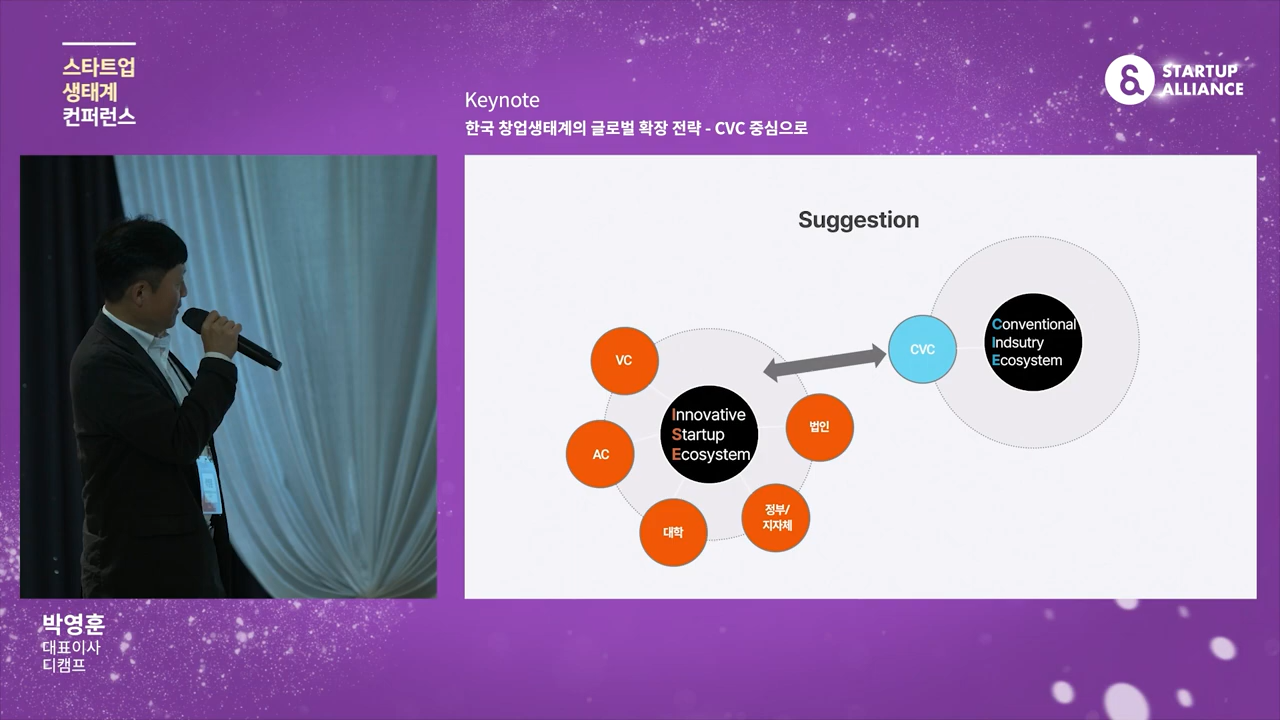 스타트업
생태계
컨퍼런스
STARTUP
ALLIANCE
Keynote
한국 창업생태계의 글로벌 확장 전략 - CVC 중심으로
Suggestion
VC
AC
대학
정부/
지자체
법인
Innovative
Startup
Ecosystem
CVC
Conventional
Indsutry
Ecosystem
박영훈
대표이사
디캠프